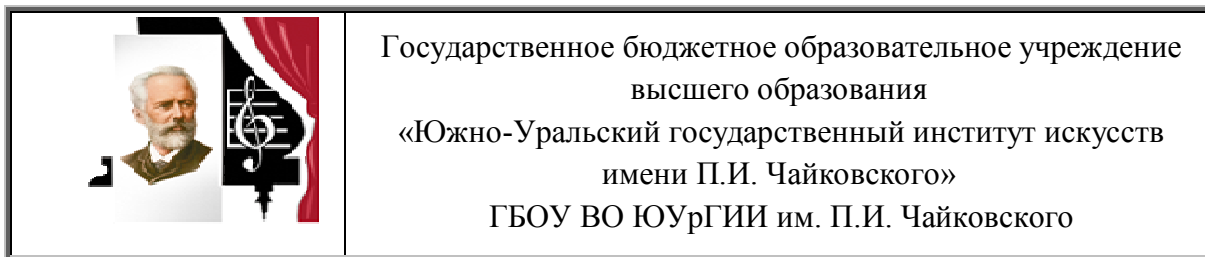 Государственное бюджетное образовательное учреждение
высшего образования
«Южно-Уральский государственный институт искусств
имени П.И. Чайковского»
ГБОУ ВО ЮУрГИИ им. П.И. Чайковского